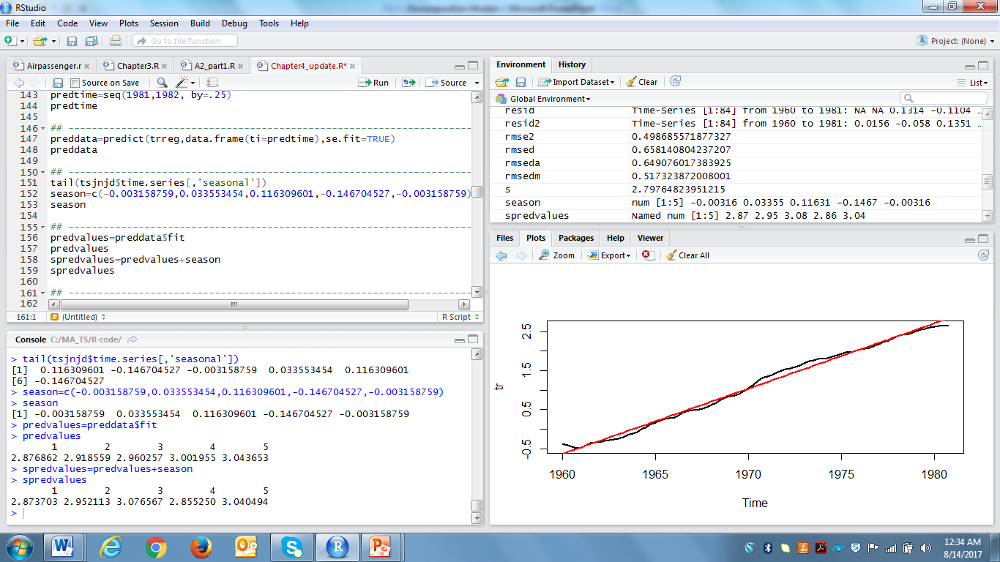 RStudio
File Edit Code View Plots Session Build Debug Tools Help
Go to file/function Project: (None)
Airpassenger.r Chapter3.R A2_part1.R Chapter4_update.R*
Source on Save Run Source
143 predtime=seq(1981,1982, by=.25)
144 predtime
145
146 ## -----------------------------------------------------------------------
147 preddata=predict(trreg,data.frame(ti=predtime),se.fit=TRUE)
148 preddata
149
150 ## -----------------------------------------------------------------------
151 tail(tsjnjd$time.series[,'seasonal'])
152 season=c(-0.003158759,0.033553454,0.116309601,-0.146704527,-0.003158759)
153 season
154
155 ## -----------------------------------------------------------------------
156 predvalues=preddata$fit
157 predvalues
158 spredvalues=predvalues+season
159 spredvalues
160
161 ## -----------------------------------------------------------------------
162
161:1 # (Untitled) R Script
Console C:/MA_TS/R-code/
> tail(tsjnjd$time.series[,'seasonal'])
[1] 0.116309601 -0.146704527 -0.003158759 0.033553454 0.116309601
[6] -0.146704527
> season=c(-0.003158759,0.033553454,0.116309601,-0.146704527,-0.003158759)
> season
[1] -0.003158759 0.033553454 0.116309601 -0.146704527 -0.003158759
> predvalues=preddata$fit
> predvalues
1 2 3 4 5
2.876862 2.918559 2.960257 3.001955 3.043653
> spredvalues=predvalues+season
> spredvalues
1 2 3 4 5
2.873703 2.952113 3.076567 2.855250 3.040494
>
Environment History
Import Dataset Clear List
Global Environment
resid Time-Series [1:84] from 1960 to 1981: NA NA 0.1314 -0.1104 …
resid2 Time-Series [1:84] from 1960 to 1981: 0.0156 -0.058 0.1351 …
rmse2 0.498685571877327
rmsed 0.658140804237207
rmseda 0.649076017383925
rmsedm 0.517323872008001
s 2.79764823951215
season num [1:5] -0.00316 0.03355 0.11631 -0.1467 -0.00316
spredvalues Named num [1:5] 2.87 2.95 3.08 2.86 3.04
Files Plots Packages Help Viewer
Zoom Export Clear All
tr
2.5
1.5
0.5
-0.5
1960 1965 1970 1975 1980
Time
12:34 AM
8/14/2017